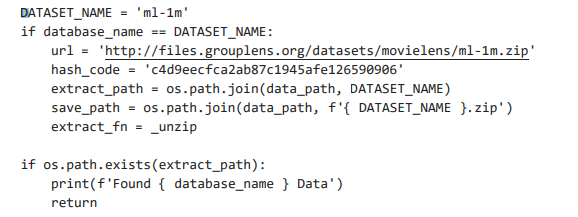 DATASET_NAME = 'ml-1m'
if database_name == DATASET_NAME:
    url = 'http://files.grouplens.org/datasets/movielens/ml-1m.zip'
    hash_code = 'c4d9eecfca2ab87c1945afe126590906'
    extract_path = os.path.join(data_path, DATASET_NAME)
    save_path = os.path.join(data_path, f'{ DATASET_NAME }.zip')
    extract_fn = _unzip

if os.path.exists(extract_path):
    print(f'Found { database_name } Data')
    return